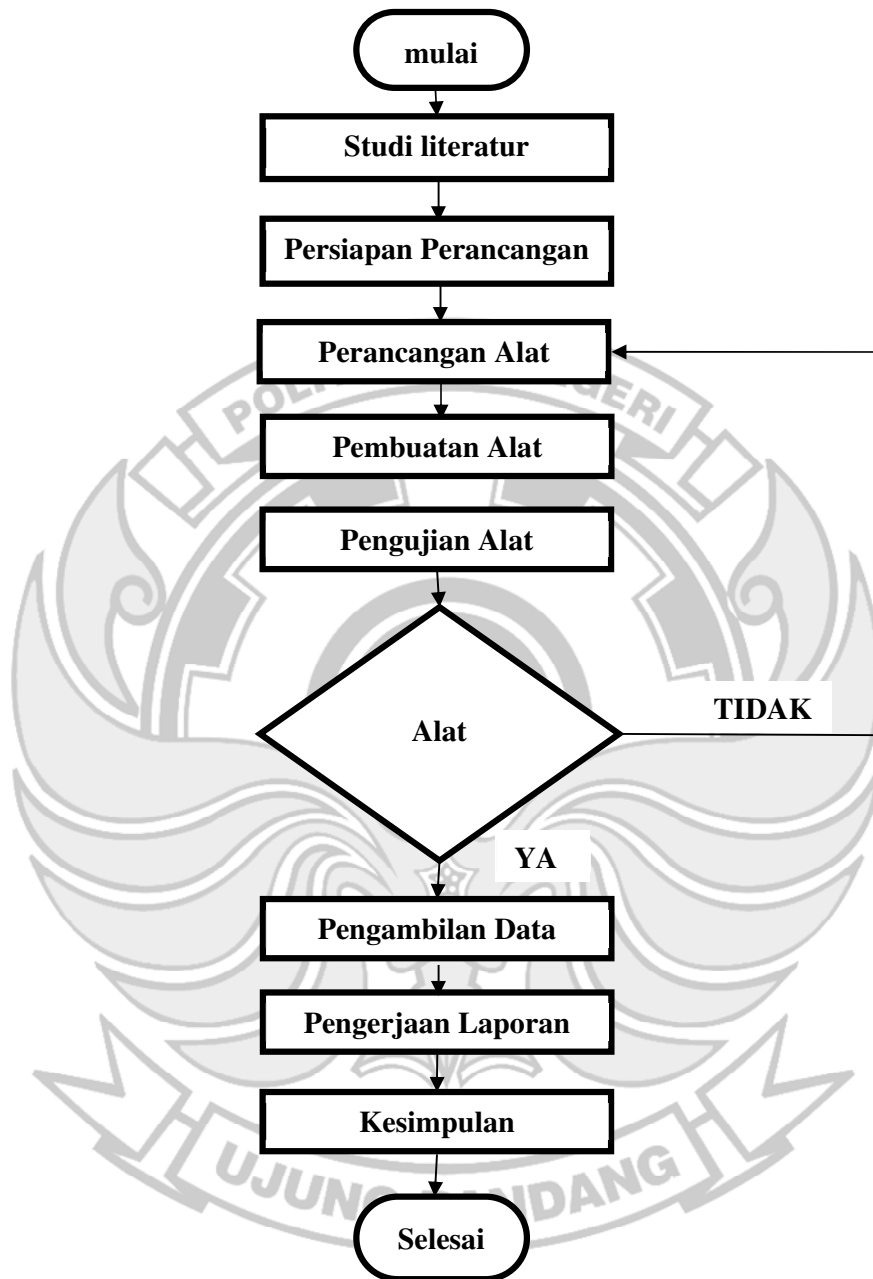 mulai
Studi literatur
Persiapan Perancangan
Perancangan Alat
Pembuatan Alat
Pengujian Alat
Alat
TIDAK
YA
Pengambilan Data
Pengerjaan Laporan
Kesimpulan
UJUNG
Selesai